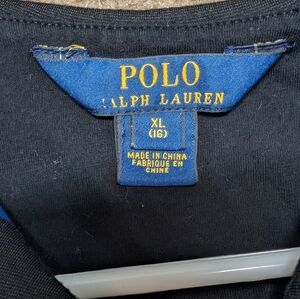 POLO
RALPH LAUREN
XL
(16)
MADE IN CHINA
FABRIQUE EN
CHINE